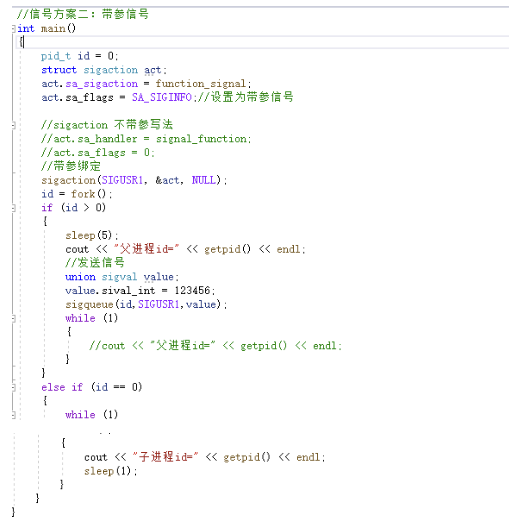 //信号方案二：带参信号
int main()
{
pid_t id = 0;
struct sigaction act;
act.sa_sigaction = function_signal;
act.sa_flags = SA_SIGINFO;//设置为带参信号
//sigaction 不带参写法
//act.sa_handler = signal_function;
//act.sa_flags = 0;
//带参绑定
sigaction(SIGUSR1, &act, NULL);
id = fork();
if (id > 0)
{
sleep(5);
cout << "父进程id=" << getpid() << endl;
//发送信号
union sigval value;
value.sival_int = 123456;
sigqueue(id,SIGUSR1,value);
while (1)
{
//cout << "父进程id=" << getpid() << endl;
}
}
else if (id == 0)
{
while (1)
{
cout << "子进程id=" << getpid() << endl;
sleep(1);
}
}
}